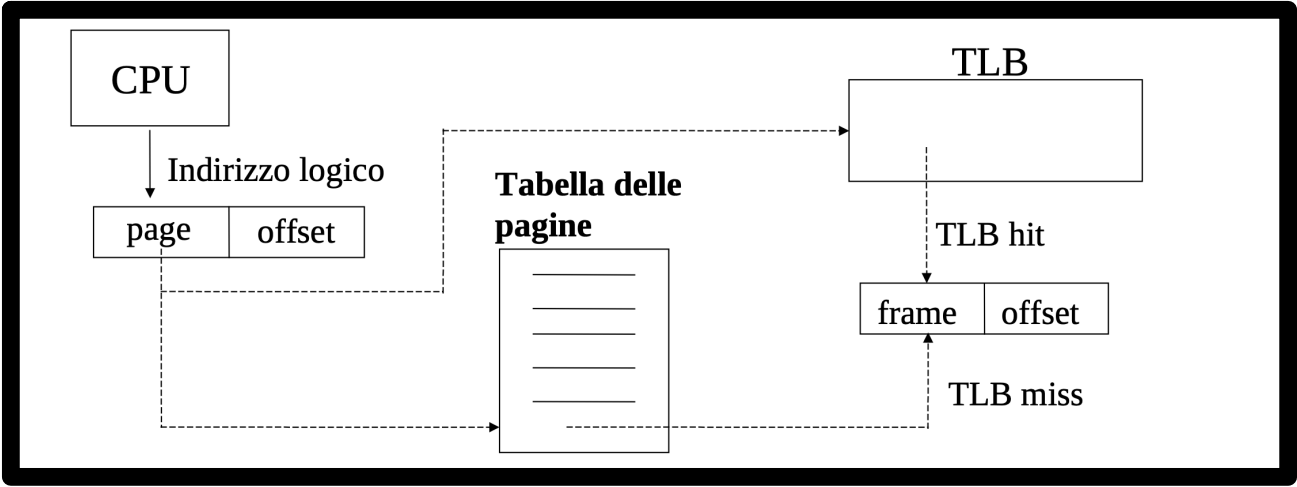 CPU
TLB
Indirizzo logico
Tabella delle
pagine
page offset
TLB hit
frame offset
TLB miss